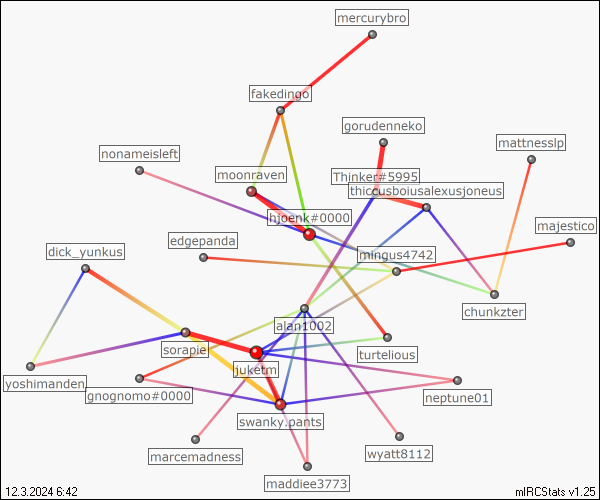 mercurybro
fakedingo
gorudenneko
mattnesslp
nonameisleft
moonraven
Thinker#5995
thiccusboiusalexusjoneus
hjoenk#0000
majestico
edgepanda
dick_yunkus
mingus4742
chunkzter
alan1002
sorapie
turtelious
juketm
yoshimanden
gnognomo#0000
neptune01
swanky.pants
marcemadness
wyatt8112
maddiee3773
12.3.2024 6:42
mIRCStats v1.25